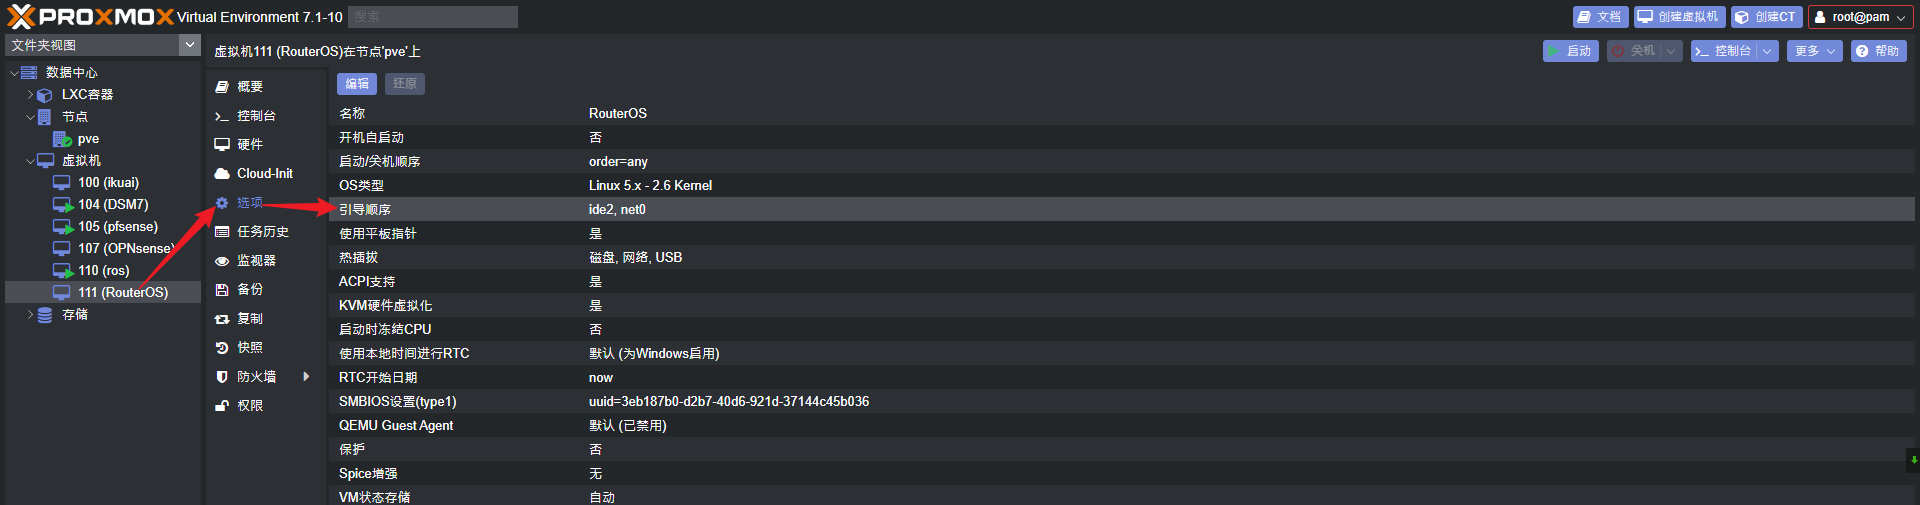 PROXMOX Virtual Environment 7.1-10
搜索
文档
创建虚拟机
创建CT
root@pam
文件夹视图
数据中心
LXC容器
节点
pve
虚拟机
100 (ikuai)
104 (DSM7)
105 (pfsense)
107 (OPNsense)
110 (ros)
111 (RouterOS)
存储
虚拟机111 (RouterOS)在节点'pve'上
启动
关机
控制台
更多
帮助
概要
控制台
硬件
Cloud-Init
选项
任务历史
监视器
备份
复制
快照
防火墙
权限
编辑
还原
名称 RouterOS
开机自启动 否
启动/关机顺序 order=any
OS类型 Linux 5.x - 2.6 Kernel
引导顺序 ide2, net0
使用平板指针 是
热插拔 磁盘, 网络, USB
ACPI支持 是
KVM硬件虚拟化 是
启动时冻结CPU 否
使用本地时间进行RTC 默认 (为Windows启用)
RTC开始日期 now
SMBIOS设置(type1) uuid=3eb187b0-d2b7-40d6-921d-37144c45b036
QEMU Guest Agent 默认 (已禁用)
保护 否
Spice增强 无
VM状态存储 自动